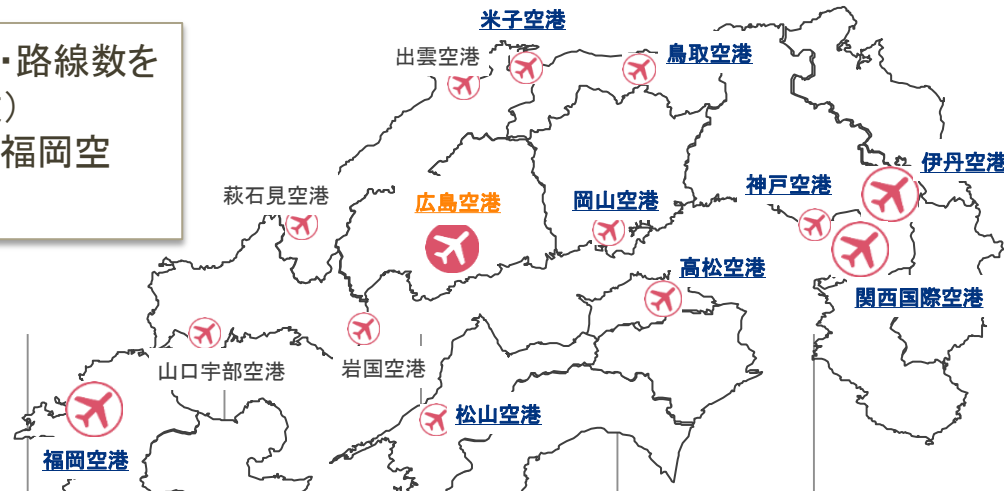 ・路線数を
）
福岡空
米子空港
出雲空港
鳥取空港
伊丹空港
神戸空港
萩石見空港
広島空港
岡山空港
高松空港
関西国際空港
山口宇部空港
岩国空港
松山空港
福岡空港